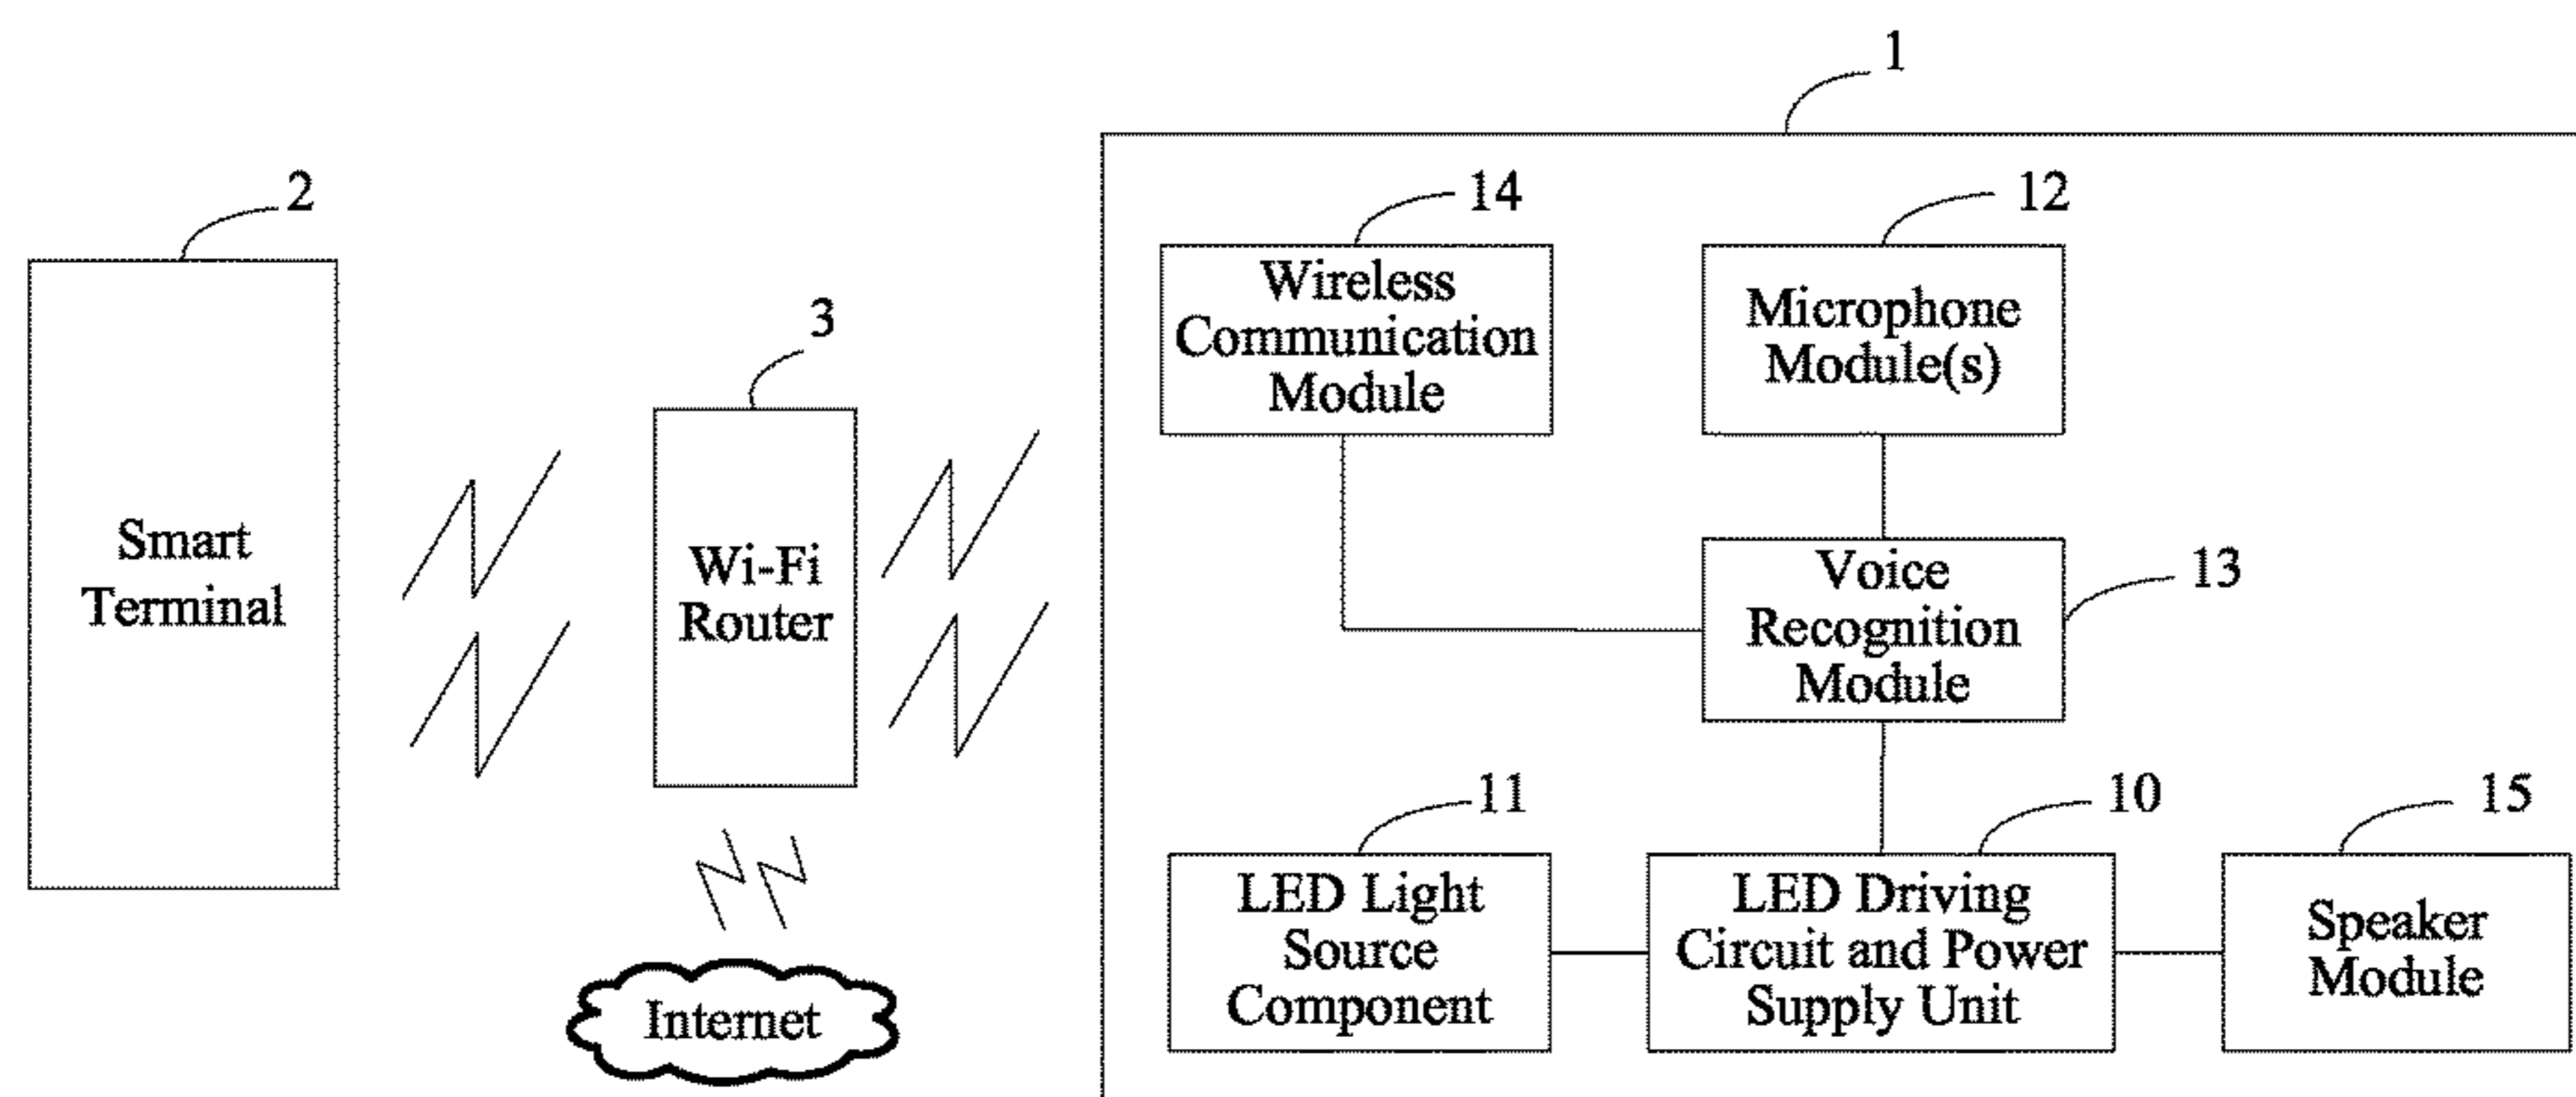 1
2
14
12
3
Wireless
Communication
Module
Microphone
Module(s)
Smart
Terminal
Wi-Fi
Router
Voice
Recognition
Module
13
11
10
15
LED Light
Source
Component
LED Driving
Circuit and Power
Supply Unit
Speaker
Module
Internet